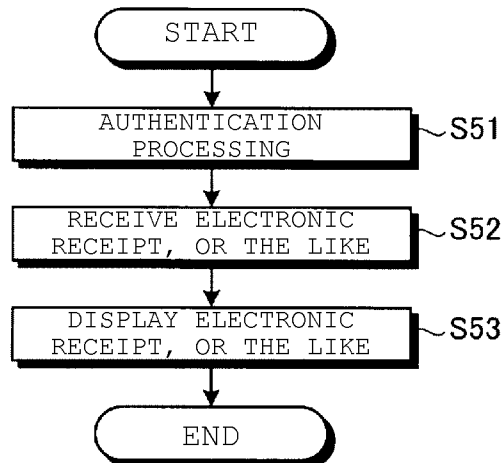 START
AUTHENTICATION
PROCESSING
S51
RECEIVE ELECTRONIC
RECEIPT, OR THE LIKE
S52
DISPLAY ELECTRONIC
RECEIPT, OR THE LIKE
S53
END